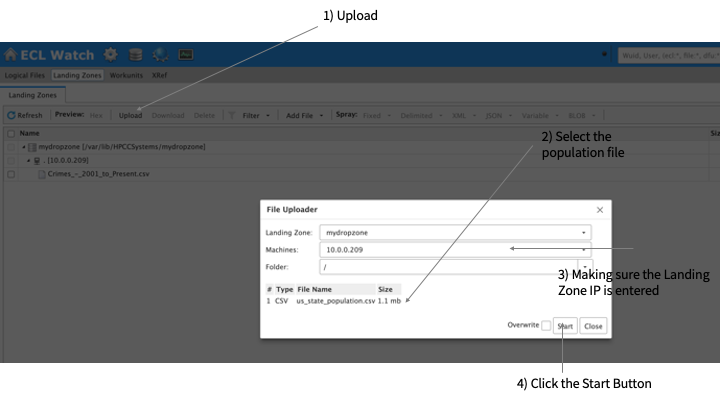 1) Upload
ECL Watch
Wuid, User, (ecl:*, file:*, dfu:*,
Logical Files Landing Zones Workunits XRef
Landing Zones
Refresh Preview: Hex Upload Download Delete Filter Add File Spray: Fixed Delimited XML JSON Variable BLOB
Name
mydropzone [/var/lib/HPCCSystems/mydropzone]
. [10.0.0.209]
Crimes_-_2001_to_Present.csv
2) Select the
population file
File Uploader
Landing Zone: mydropzone
Machines: 10.0.0.209
Folder: /
3) Making sure the Landing
Zone IP is entered
# Type File Name Size
1 CSV us_state_population.csv 1.1 mb
Overwrite Start Close
4) Click the Start Button